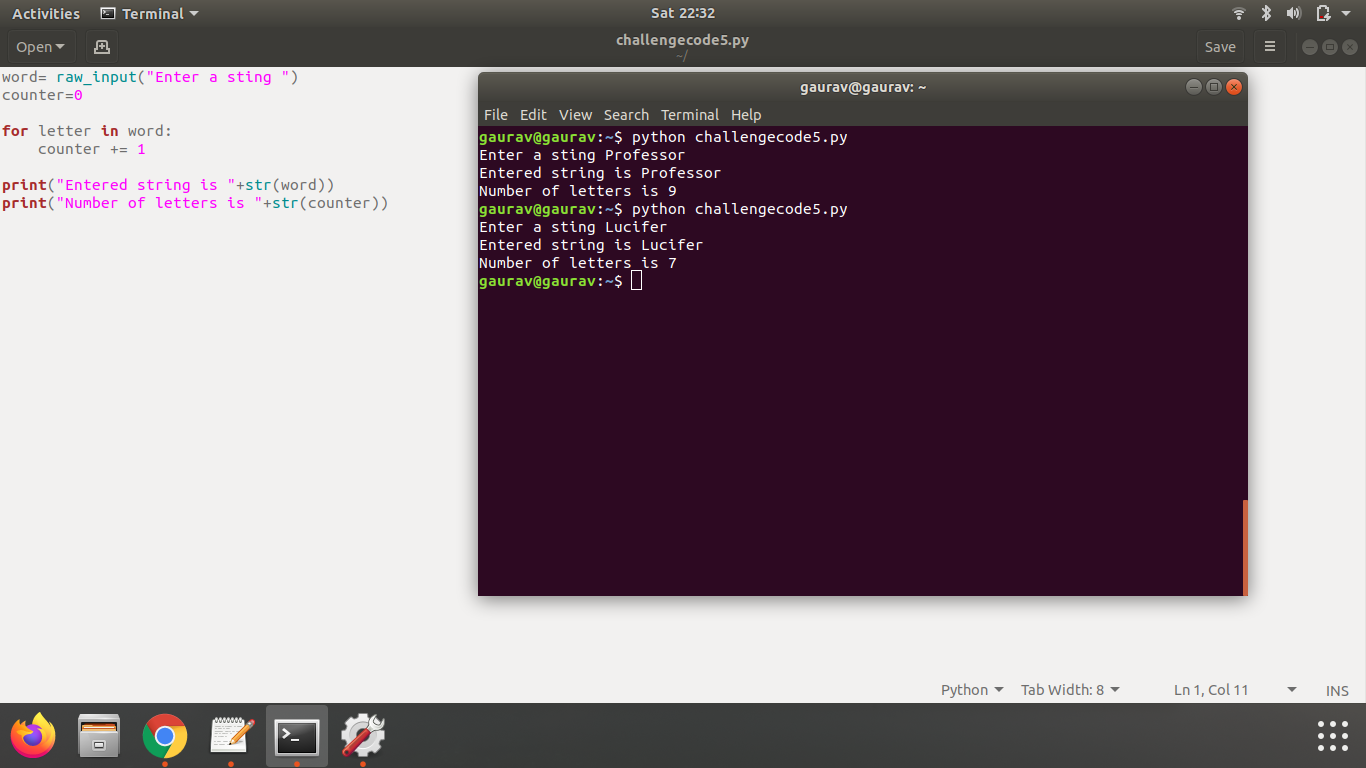 Activities Terminal
Sat 22:32
Open
challengecode5.py
~/
Save
word= raw_input("Enter a sting ")
counter=0
for letter in word:
    counter += 1
print("Entered string is "+str(word))
print("Number of letters is "+str(counter))
gaurav@gaurav: ~
File Edit View Search Terminal Help
gaurav@gaurav:~$ python challengecode5.py
Enter a sting Professor
Entered string is Professor
Number of letters is 9
gaurav@gaurav:~$ python challengecode5.py
Enter a sting Lucifer
Entered string is Lucifer
Number of letters is 7
gaurav@gaurav:~$
Python Tab Width: 8 Ln 1, Col 11 INS